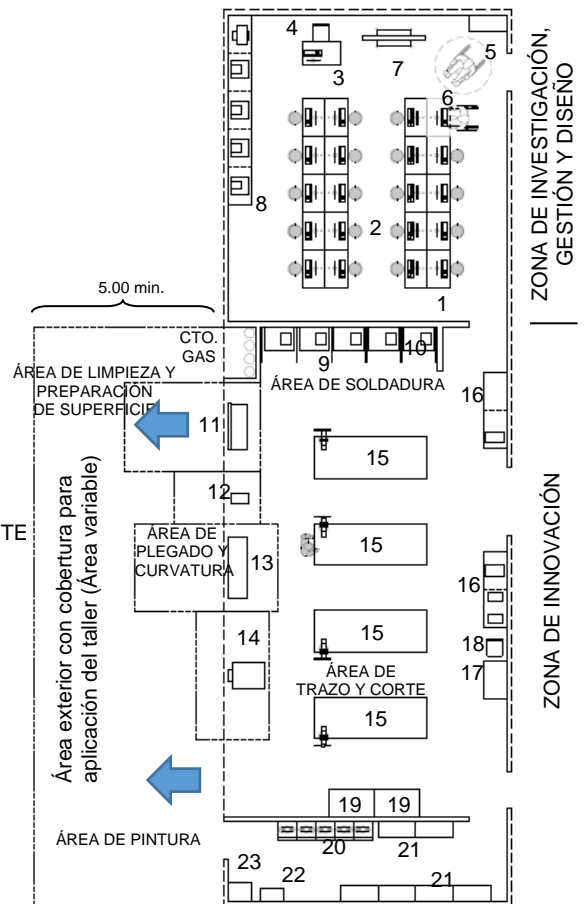 4
3
7
5
6
8
2
1
ZONA DE INVESTIGACIÓN,
GESTIÓN Y DISEÑO
5.00 min.
CTO.
GAS
9
10
ÁREA DE LIMPIEZA Y
PREPARACIÓN
DE SUPERFICIE
ÁREA DE SOLDADURA
16
11
15
12
TE
ÁREA DE
PLEGADO Y
CURVATURA
13
15
16
14
15
18
17
ÁREA DE
TRAZO Y CORTE
15
Área exterior con cobertura para
aplicación del taller (Área variable)
ZONA DE INNOVACIÓN
19
19
ÁREA DE PINTURA
20
21
23
22
21